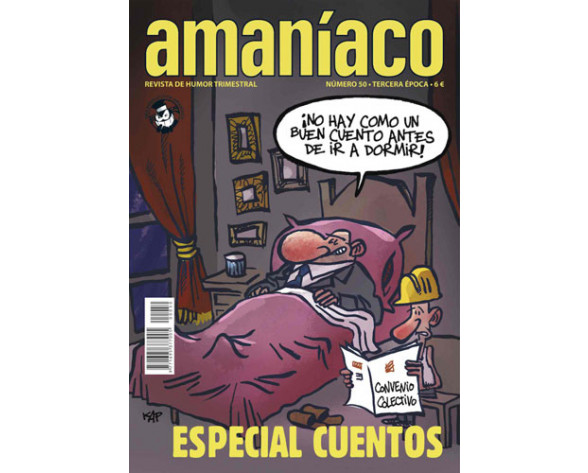 amaníaco
REVISTA DE HUMOR TRIMESTRAL
NÚMERO 50 • TERCERA ÉPOCA • 6 €
¡NO HAY COMO UN
BUEN CUENTO ANTES
DE IR A DORMIR!
CONVENIO
COLECTIVO
KAP
ESPECIAL CUENTOS